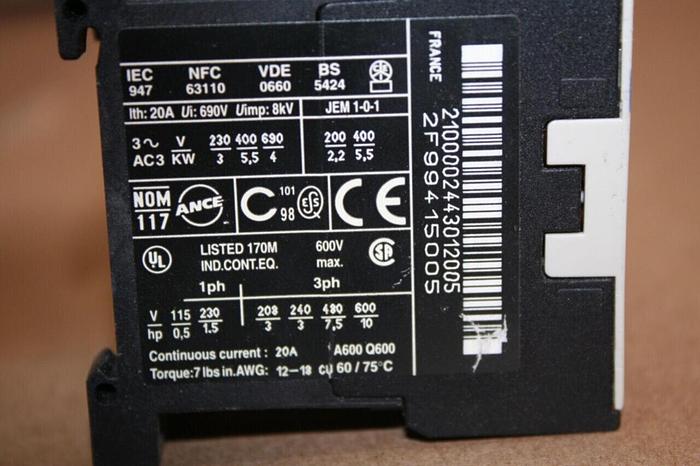 IEC NFC VDE BS
947 63110 0660 5424
Ith: 20A Ui: 690V Uimp: 8kV JEM 1-0-1
3~ V 230 400 690 200 400
AC3 KW 3 5,5 4 2,2 5,5
NOM ANCE C 101 CE
117 98
UL LISTED 170M 600V SA
IND.CONT.EQ. max.
1ph 3ph
V 115 230 208 240 480 600
hp 0,5 1.5 3 3 7,5 10
Continuous current : 20A A600 Q600
Torque:7 lbs in.AWG: 12-18 cu 60 / 75°C
FRANCE
21000002443012005
2F99415005